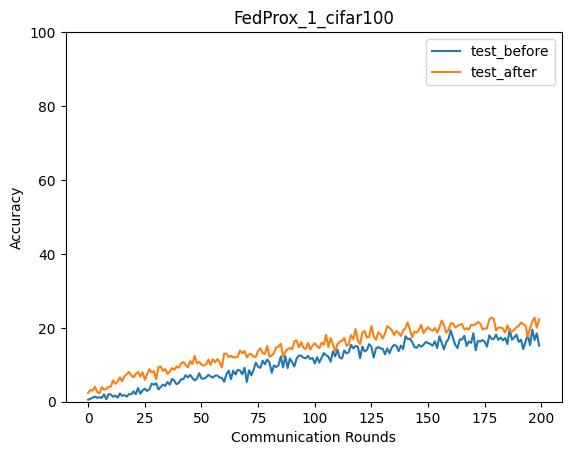 FedProx_1_cifar100
100
80
60
40
20
0
Accuracy
test_before
test_after
0 25 50 75 100 125 150 175 200
Communication Rounds